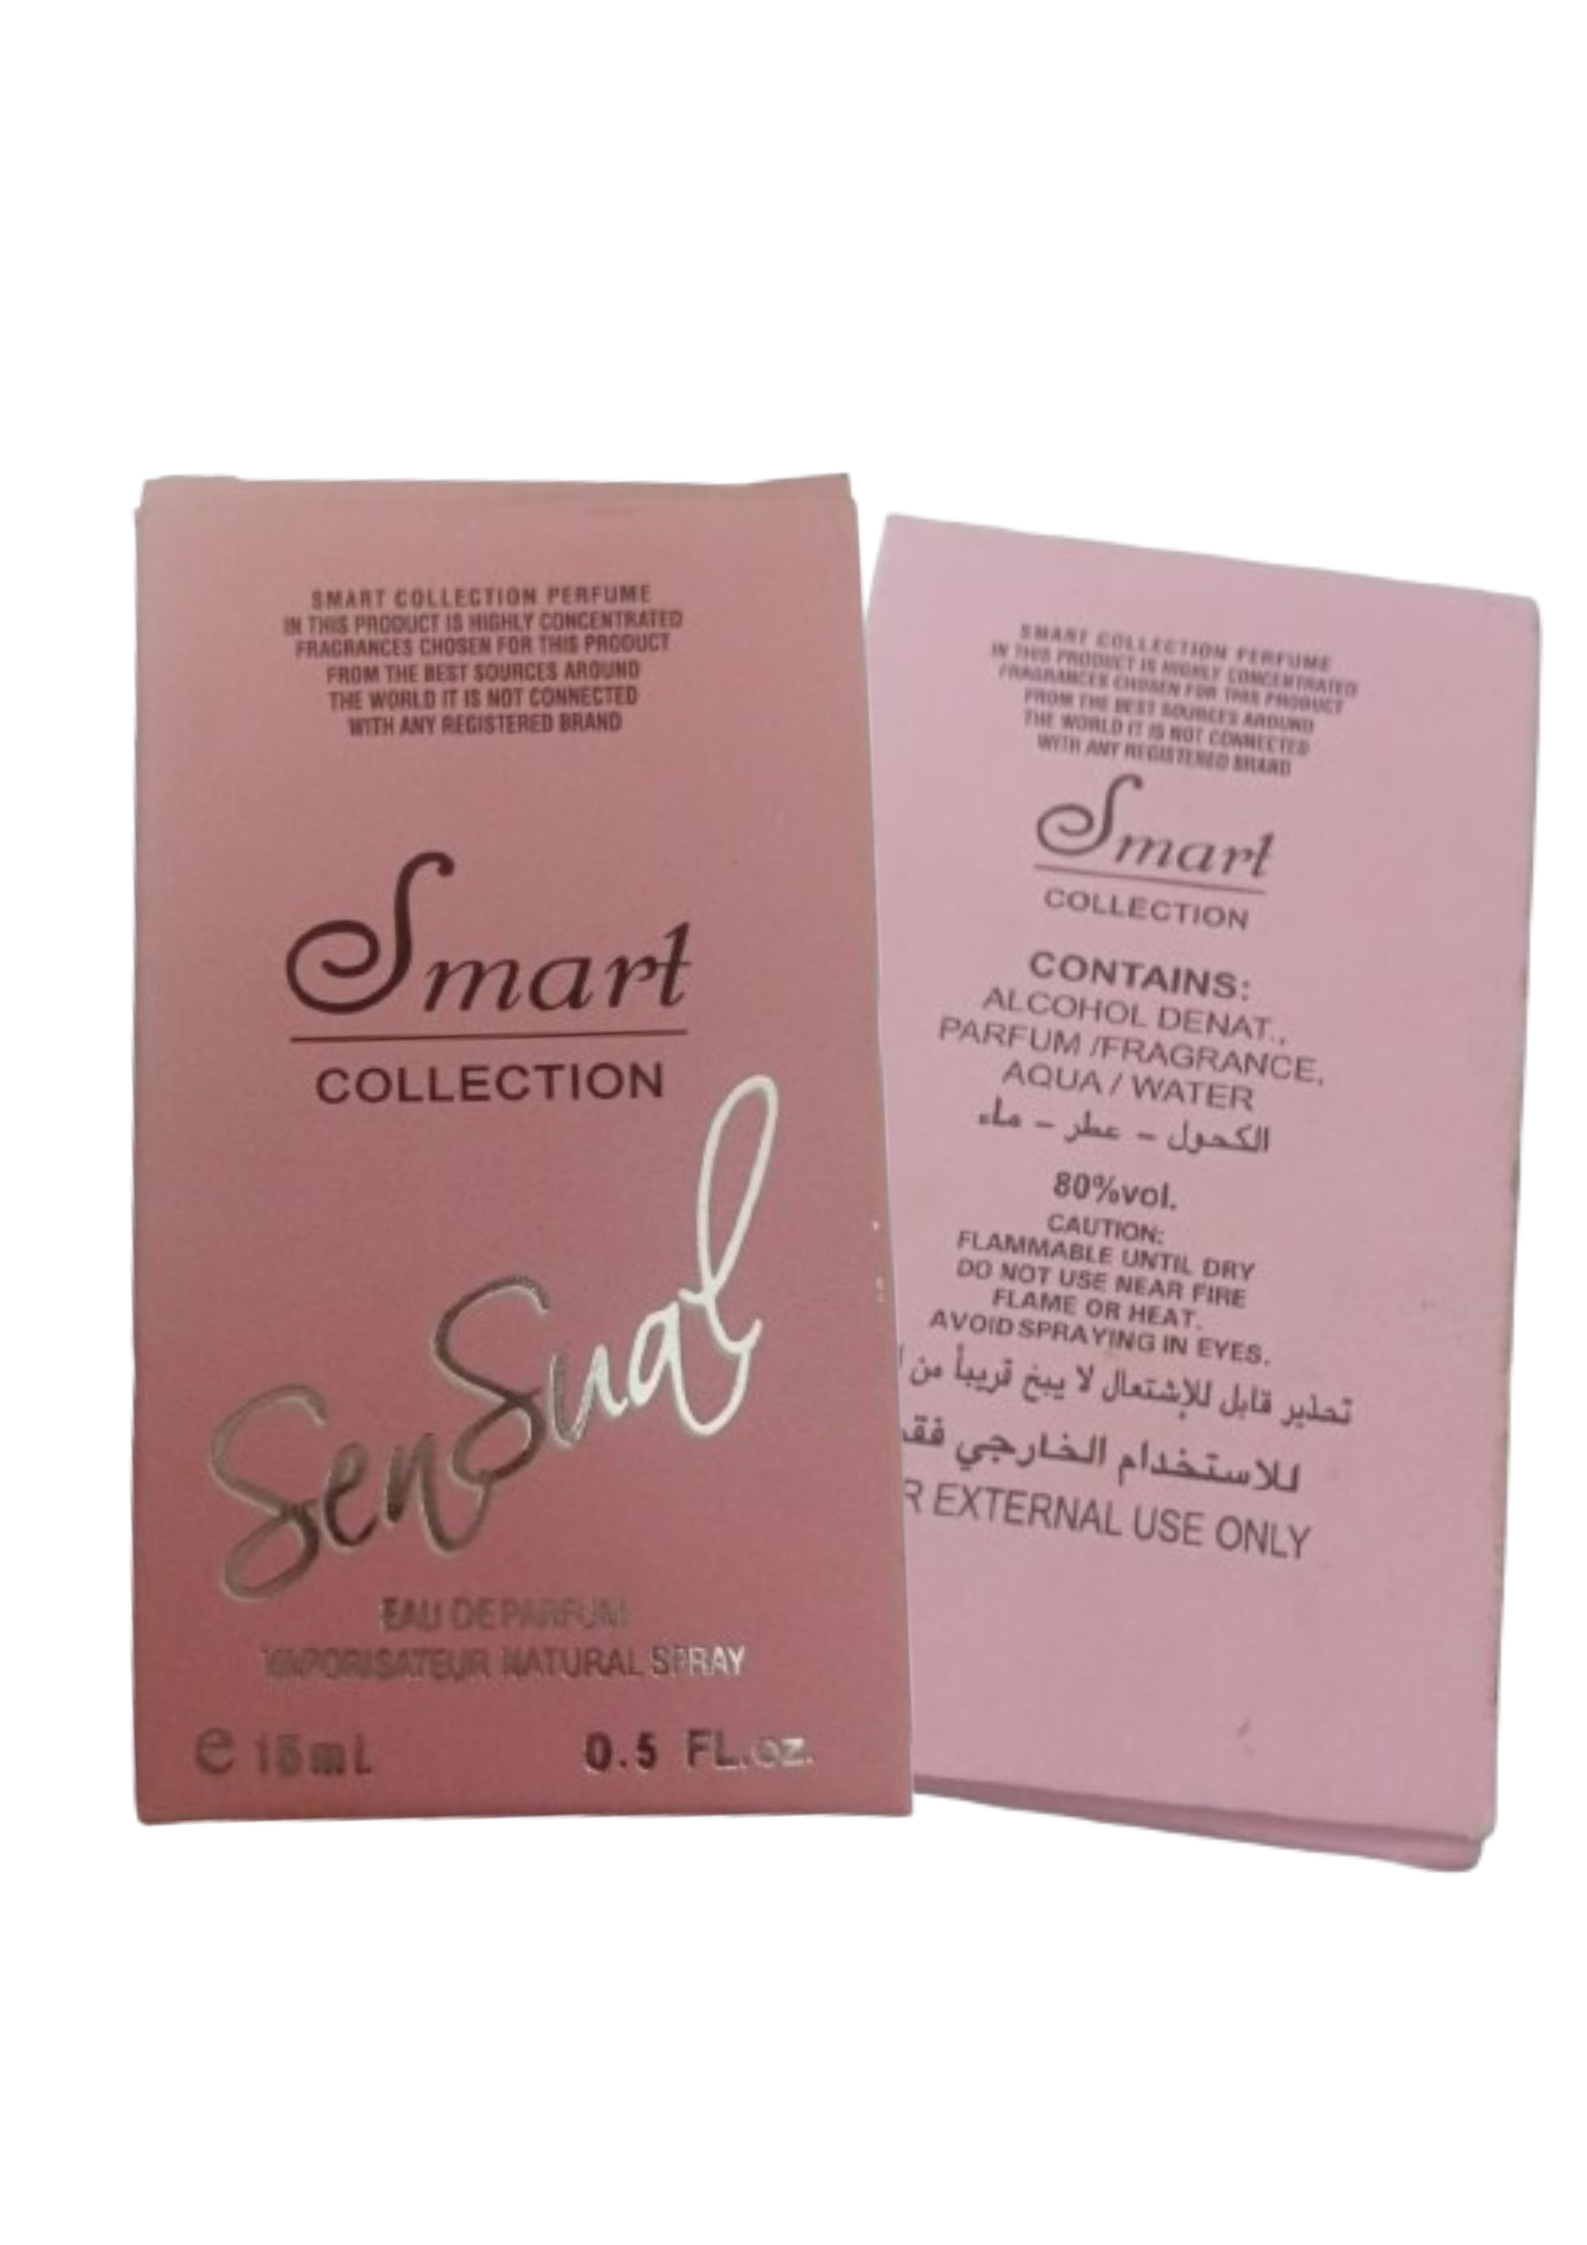 SMART COLLECTION PERFUME
IN THIS PRODUCT IS HIGHLY CONCENTRATED
FRAGRANCES CHOSEN FOR THIS PRODUCT
FROM THE BEST SOURCES AROUND
THE WORLD IT IS NOT CONNECTED
WITH ANY REGISTERED BRAND
Smart
COLLECTION
SenSual
EAU DE PARFUM
VAPORISATEUR NATURAL SPRAY
e 15ml 0.5 FL.oz.
SMART COLLECTION PERFUME
IN THIS PRODUCT IS HIGHLY CONCENTRATED
FRAGRANCES CHOSEN FOR THIS PRODUCT
FROM THE BEST SOURCES AROUND
THE WORLD IT IS NOT CONNECTED
WITH ANY REGISTERED BRAND
Smart
COLLECTION
CONTAINS:
ALCOHOL DENAT.,
PARFUM /FRAGRANCE,
AQUA / WATER
الكحول - عطر - ماء
80%vol.
CAUTION:
FLAMMABLE UNTIL DRY
DO NOT USE NEAR FIRE
FLAME OR HEAT.
AVOID SPRAYING IN EYES.
تحذير قابل للإشتعال لا يبخ قريباً من
للاستخدام الخارجي فق
R EXTERNAL USE ONLY